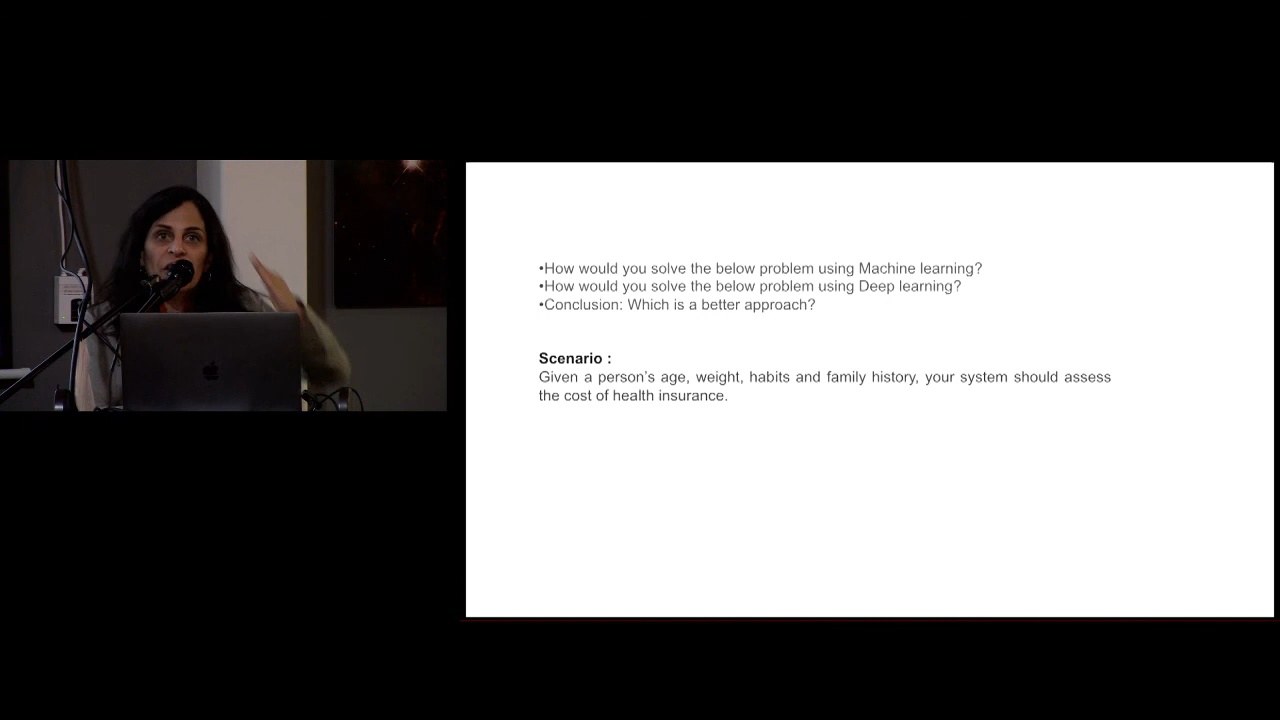 •How would you solve the below problem using Machine learning?
•How would you solve the below problem using Deep learning?
•Conclusion: Which is a better approach?
Scenario :
Given a person's age, weight, habits and family history, your system should assess
the cost of health insurance.